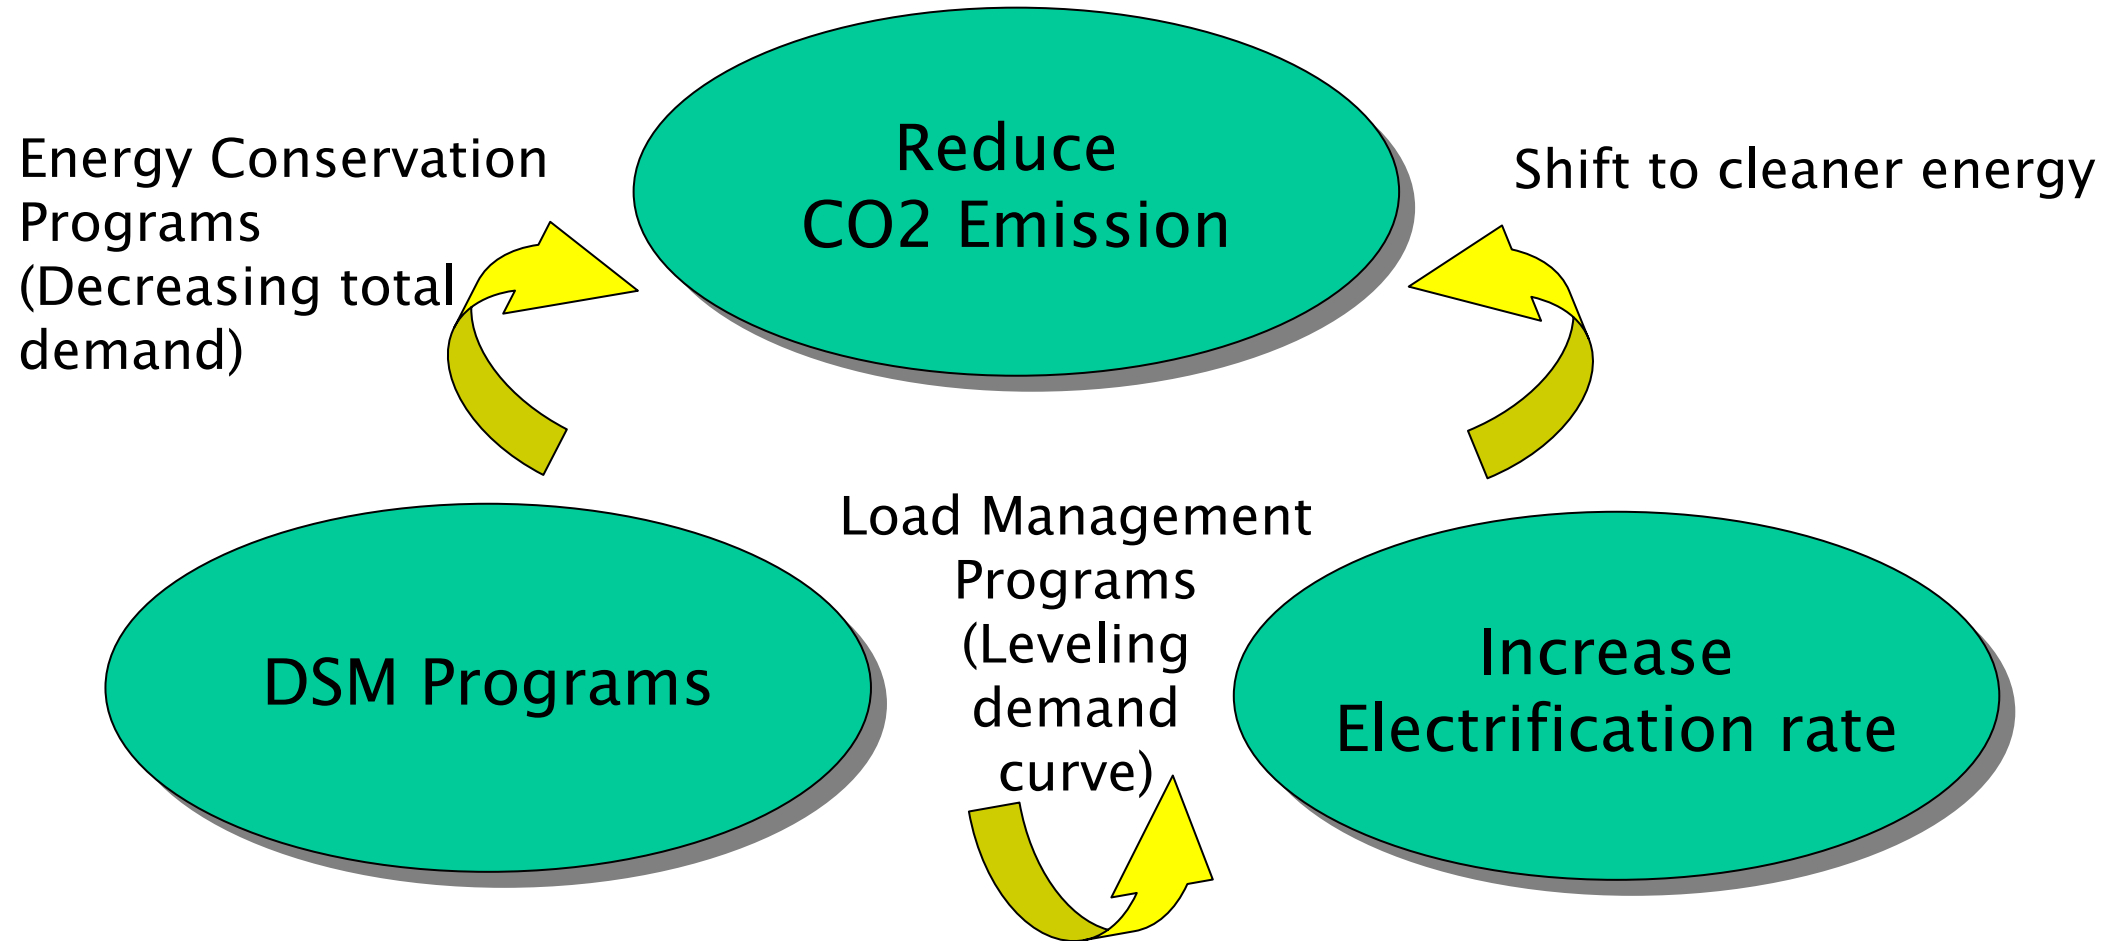 Reduce
CO2 Emission
Energy Conservation
Programs
(Decreasing total
demand)
Shift to cleaner energy
Load Management
Programs
(Leveling
demand
curve)
DSM Programs
Increase
Electrification rate